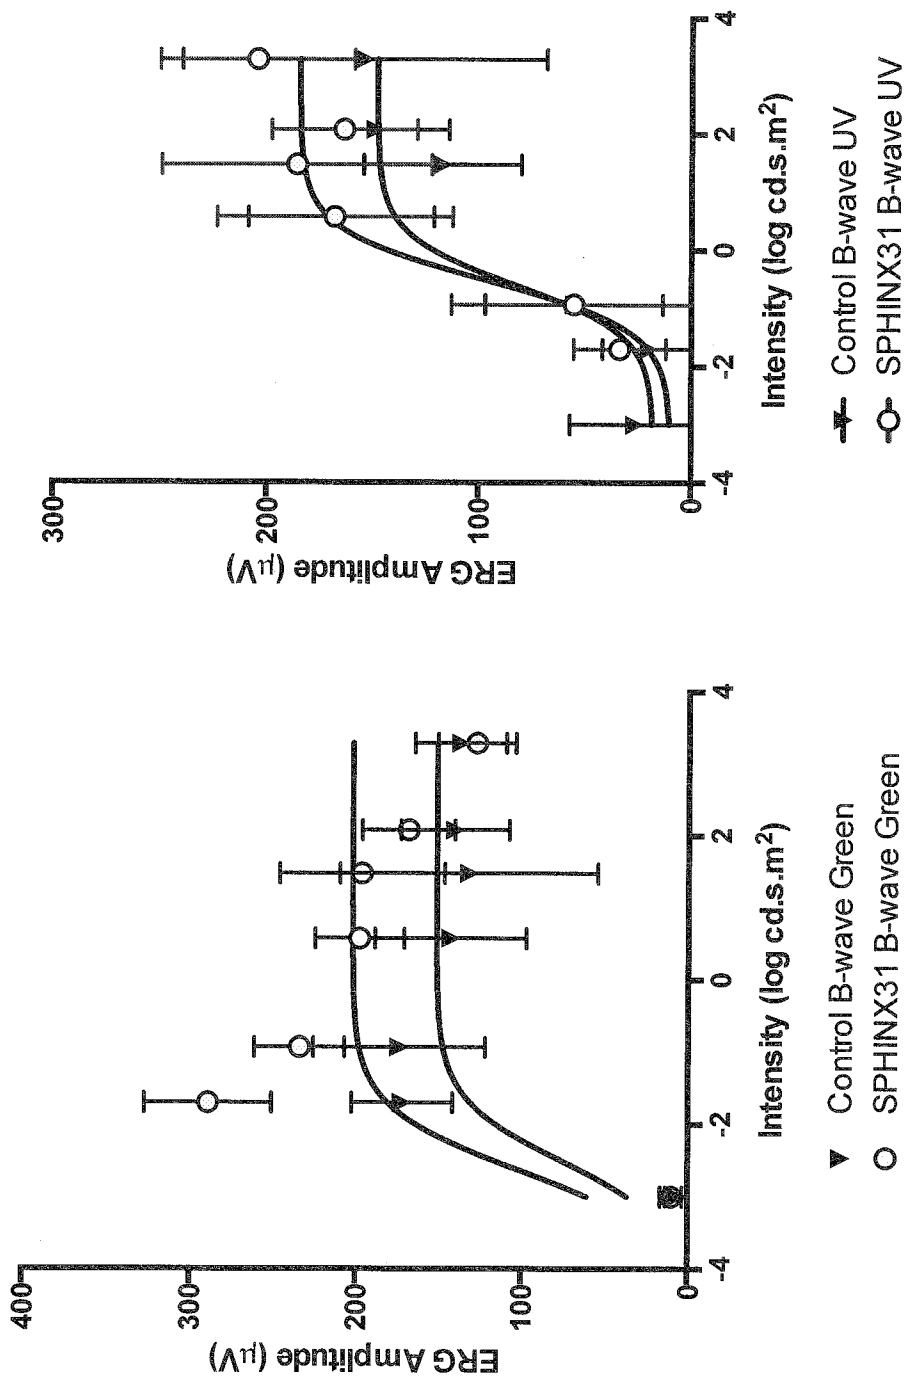 400
300
200
100
0
ERG Amplitude (µV)
-4
-2
0
2
4
Intensity (log cd.s.m²)
Control B-wave Green
SPHINX31 B-wave Green
300
200
100
0
ERG Amplitude (µV)
-4
-2
0
2
4
Intensity (log cd.s.m²)
Control B-wave UV
SPHINX31 B-wave UV